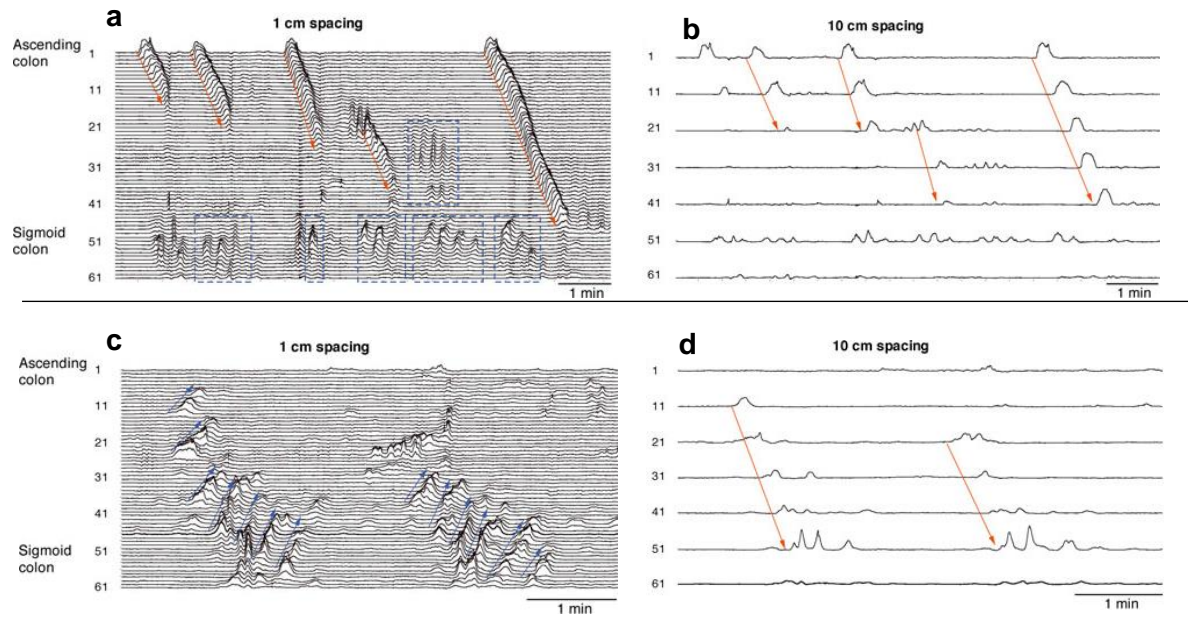 a
1 cm spacing
Ascending
colon
1
11
21
31
41
Sigmoid
colon
51
61
1 min
b
10 cm spacing
1
11
21
31
41
51
61
1 min
c
1 cm spacing
Ascending
colon
1
11
21
31
41
Sigmoid
colon
51
61
1 min
d
10 cm spacing
1
11
21
31
41
51
61
1 min